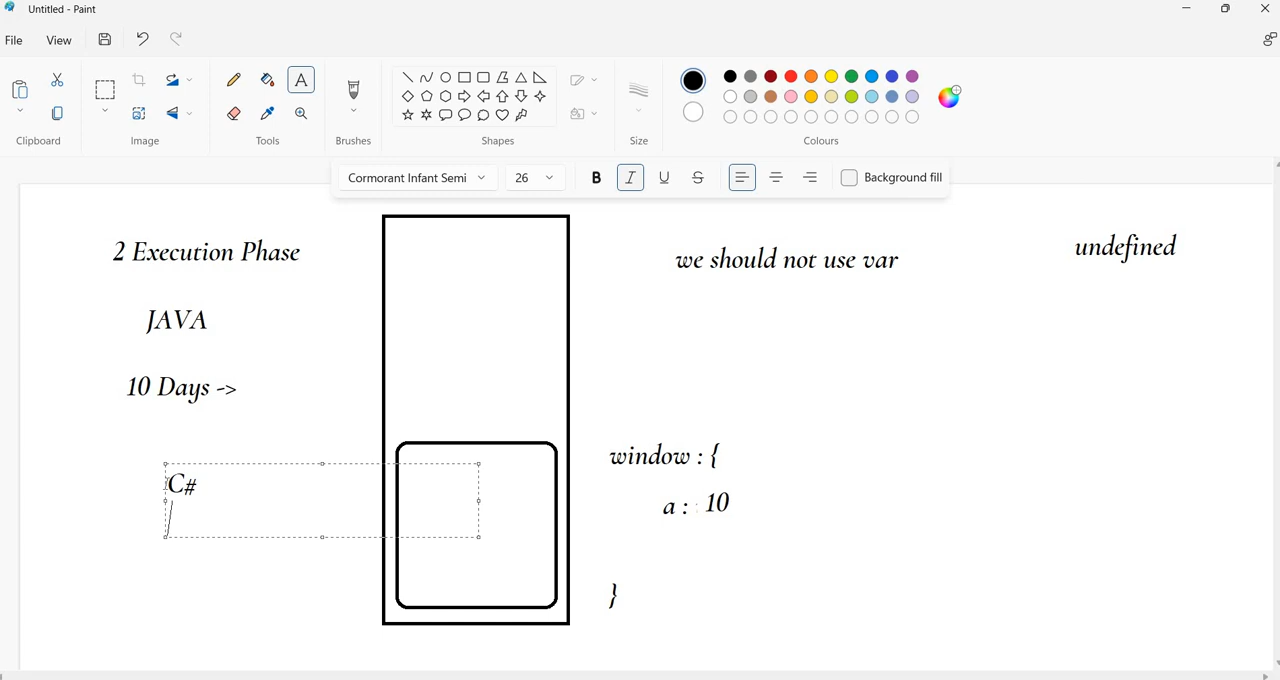 Untitled - Paint
File View
Clipboard
Image
Tools
Brushes
Shapes
Size
Colours
Cormorant Infant Semi 26 B I U S Background fill
2 Execution Phase
we should not use var
undefined
JAVA
10 Days ->
window : {
C#
a : 10
}